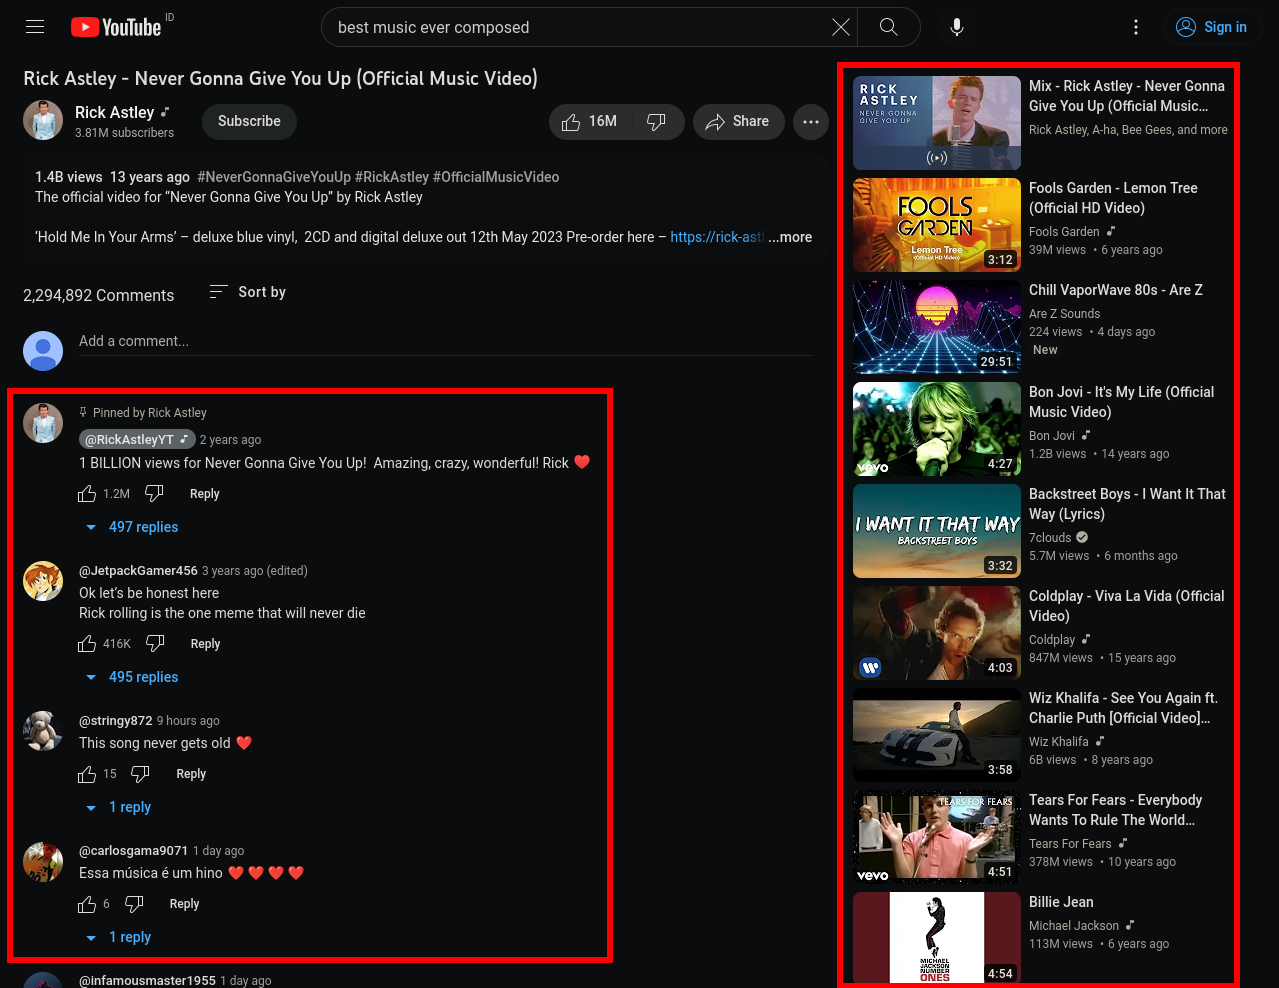 YouTube ID
best music ever composed
Sign in
Rick Astley - Never Gonna Give You Up (Official Music Video)
Rick Astley
3.81M subscribers
Subscribe
16M
Share
1.4B views 13 years ago #NeverGonnaGiveYouUp #RickAstley #OfficialMusicVideo
The official video for “Never Gonna Give You Up” by Rick Astley
‘Hold Me In Your Arms’ – deluxe blue vinyl, 2CD and digital deluxe out 12th May 2023 Pre-order here – https://rick-astl ...more
2,294,892 Comments
Sort by
Add a comment...
Pinned by Rick Astley
@RickAstleyYT 2 years ago
1 BILLION views for Never Gonna Give You Up! Amazing, crazy, wonderful! Rick ❤️
1.2M Reply
497 replies
@JetpackGamer456 3 years ago (edited)
Ok let’s be honest here
Rick rolling is the one meme that will never die
416K Reply
495 replies
@stringy872 9 hours ago
This song never gets old ❤️
15 Reply
1 reply
@carlosgama9071 1 day ago
Essa música é um hino ❤️❤️❤️❤️
6 Reply
1 reply
@infamousmaster1955 1 day ago
RICK
ASTLEY
NEVER GONNA
GIVE YOU UP
Mix - Rick Astley - Never Gonna
Give You Up (Official Music...
Rick Astley, A-ha, Bee Gees, and more
FOOLS
GARDEN
Lemon Tree
(Official HD Video)
3:12
Fools Garden - Lemon Tree
(Official HD Video)
Fools Garden
39M views • 6 years ago
29:51
Chill VaporWave 80s - Are Z
Are Z Sounds
224 views • 4 days ago
New
vevo
4:27
Bon Jovi - It's My Life (Official
Music Video)
Bon Jovi
1.2B views • 14 years ago
I WANT IT THAT WAY
BACKSTREET BOYS
3:32
Backstreet Boys - I Want It That
Way (Lyrics)
7clouds
5.7M views • 6 months ago
4:03
Coldplay - Viva La Vida (Official
Video)
Coldplay
847M views • 15 years ago
3:58
Wiz Khalifa - See You Again ft.
Charlie Puth [Official Video]...
Wiz Khalifa
6B views • 8 years ago
TEARS FOR FEARS
vevo
4:51
Tears For Fears - Everybody
Wants To Rule The World...
Tears For Fears
378M views • 10 years ago
MICHAEL
JACKSON
NUMBER
ONES
4:54
Billie Jean
Michael Jackson
113M views • 6 years ago